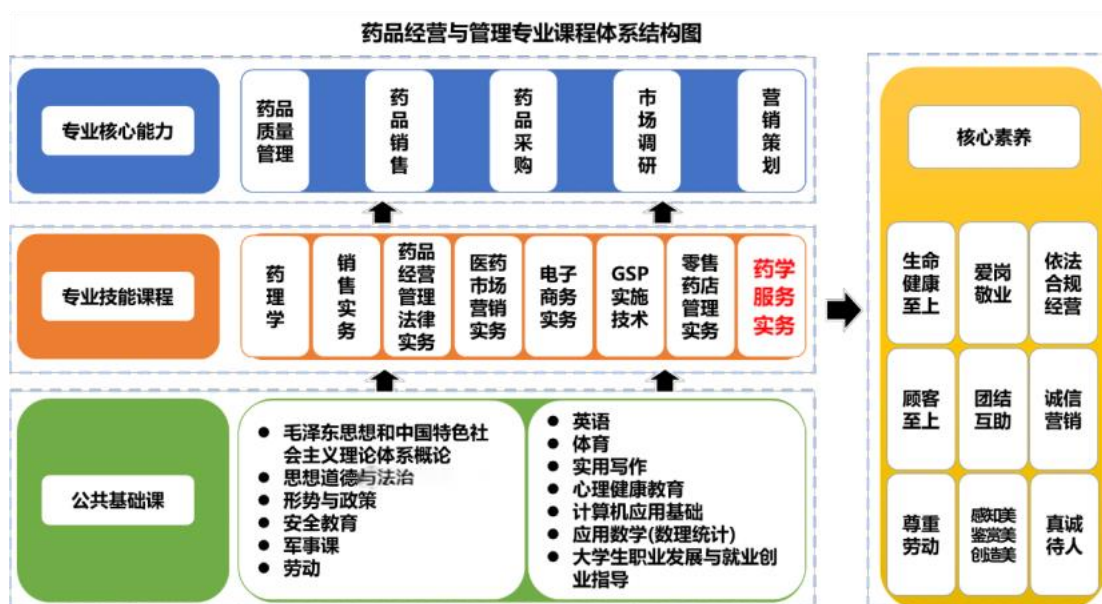 药品经营与管理专业课程体系结构图
专业核心能力
药品
质量
管理
药
品
销
售
药
品
采
购
市
场
调
研
营
销
策
划
专业技能课程
药
理
学
销
售
实
务
药品
经营
管理
法律
实务
医药
市场
营销
实务
电子
商务
实务
GSP
实施
技术
零售
药店
管理
实务
药学
服务
实务
公共基础课
● 毛泽东思想和中国特色社
会主义理论体系概论
● 思想道德与法治
● 形势与政策
● 安全教育
● 军事课
● 劳动
● 英语
● 体育
● 实用写作
● 心理健康教育
● 计算机应用基础
● 应用数学(数理统计)
● 大学生职业发展与就业创
业指导
核心素养
生命
健康
至上
爱岗
敬业
依法
合规
经营
顾客
至上
团结
互助
诚信
营销
尊重
劳动
感知美
鉴赏美
创造美
真诚
待人